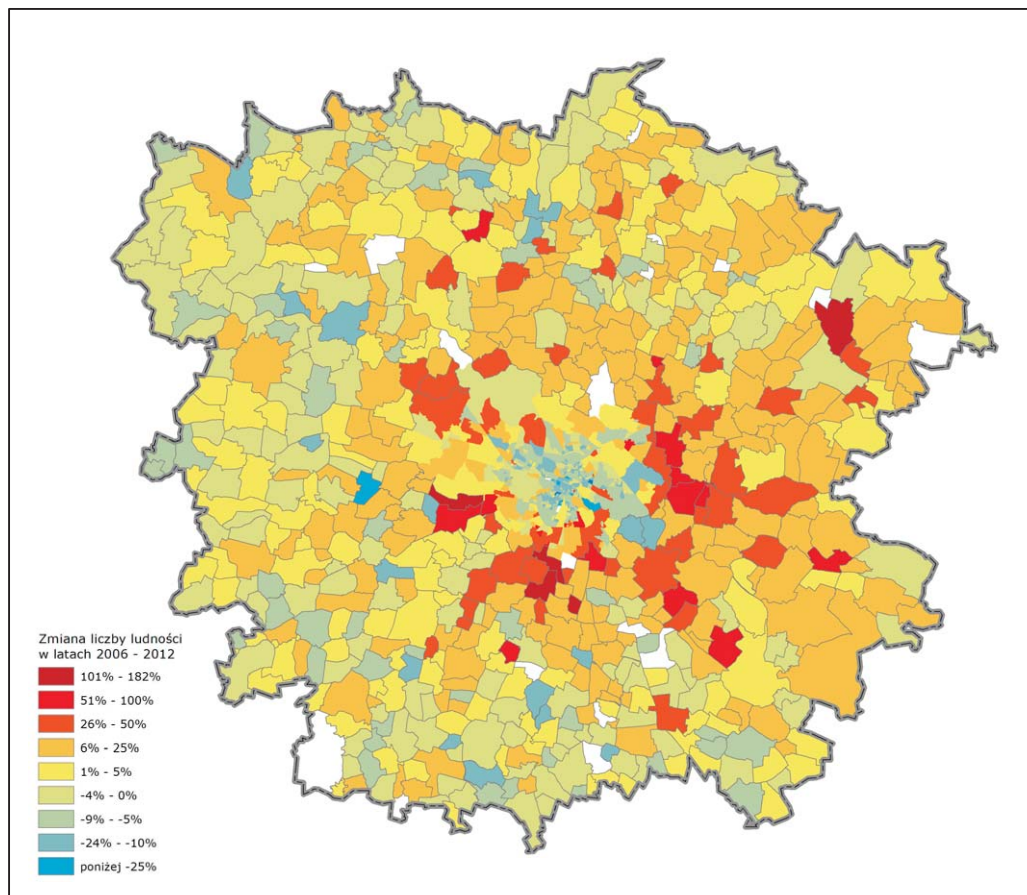 Zmiana liczby ludności
w latach 2006 - 2012
101% - 182%
51% - 100%
26% - 50%
6% - 25%
1% - 5%
-4% - 0%
-9% - -5%
-24% - -10%
poniżej -25%